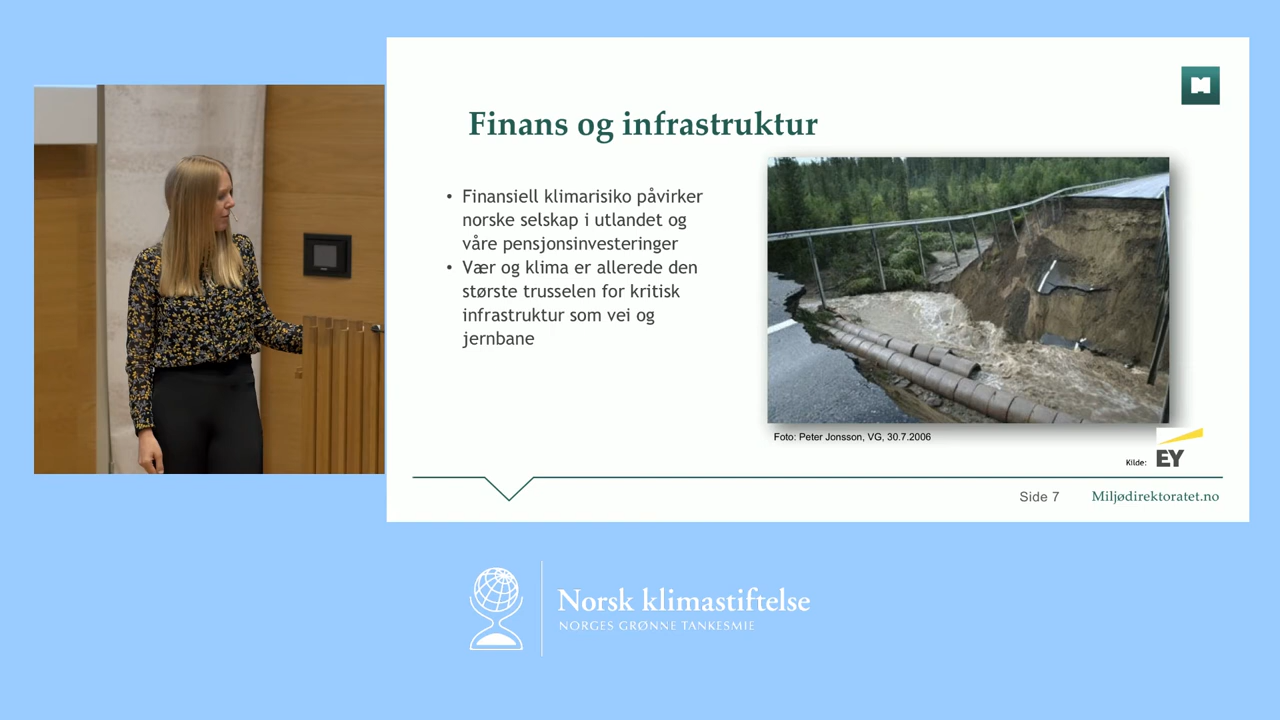 Finans og infrastruktur
• Finansiell klimarisiko påvirker
norske selskap i utlandet og
våre pensjonsinvesteringer
• Vær og klima er allerede den
største trusselen for kritisk
infrastruktur som vei og
jernbane
Foto: Peter Jonsson, VG, 30.7.2006
Kilde:
EY
Side 7
Miljødirektoratet.no
Norsk klimastiftelse
NORGES GRØNNE TANKESMIE